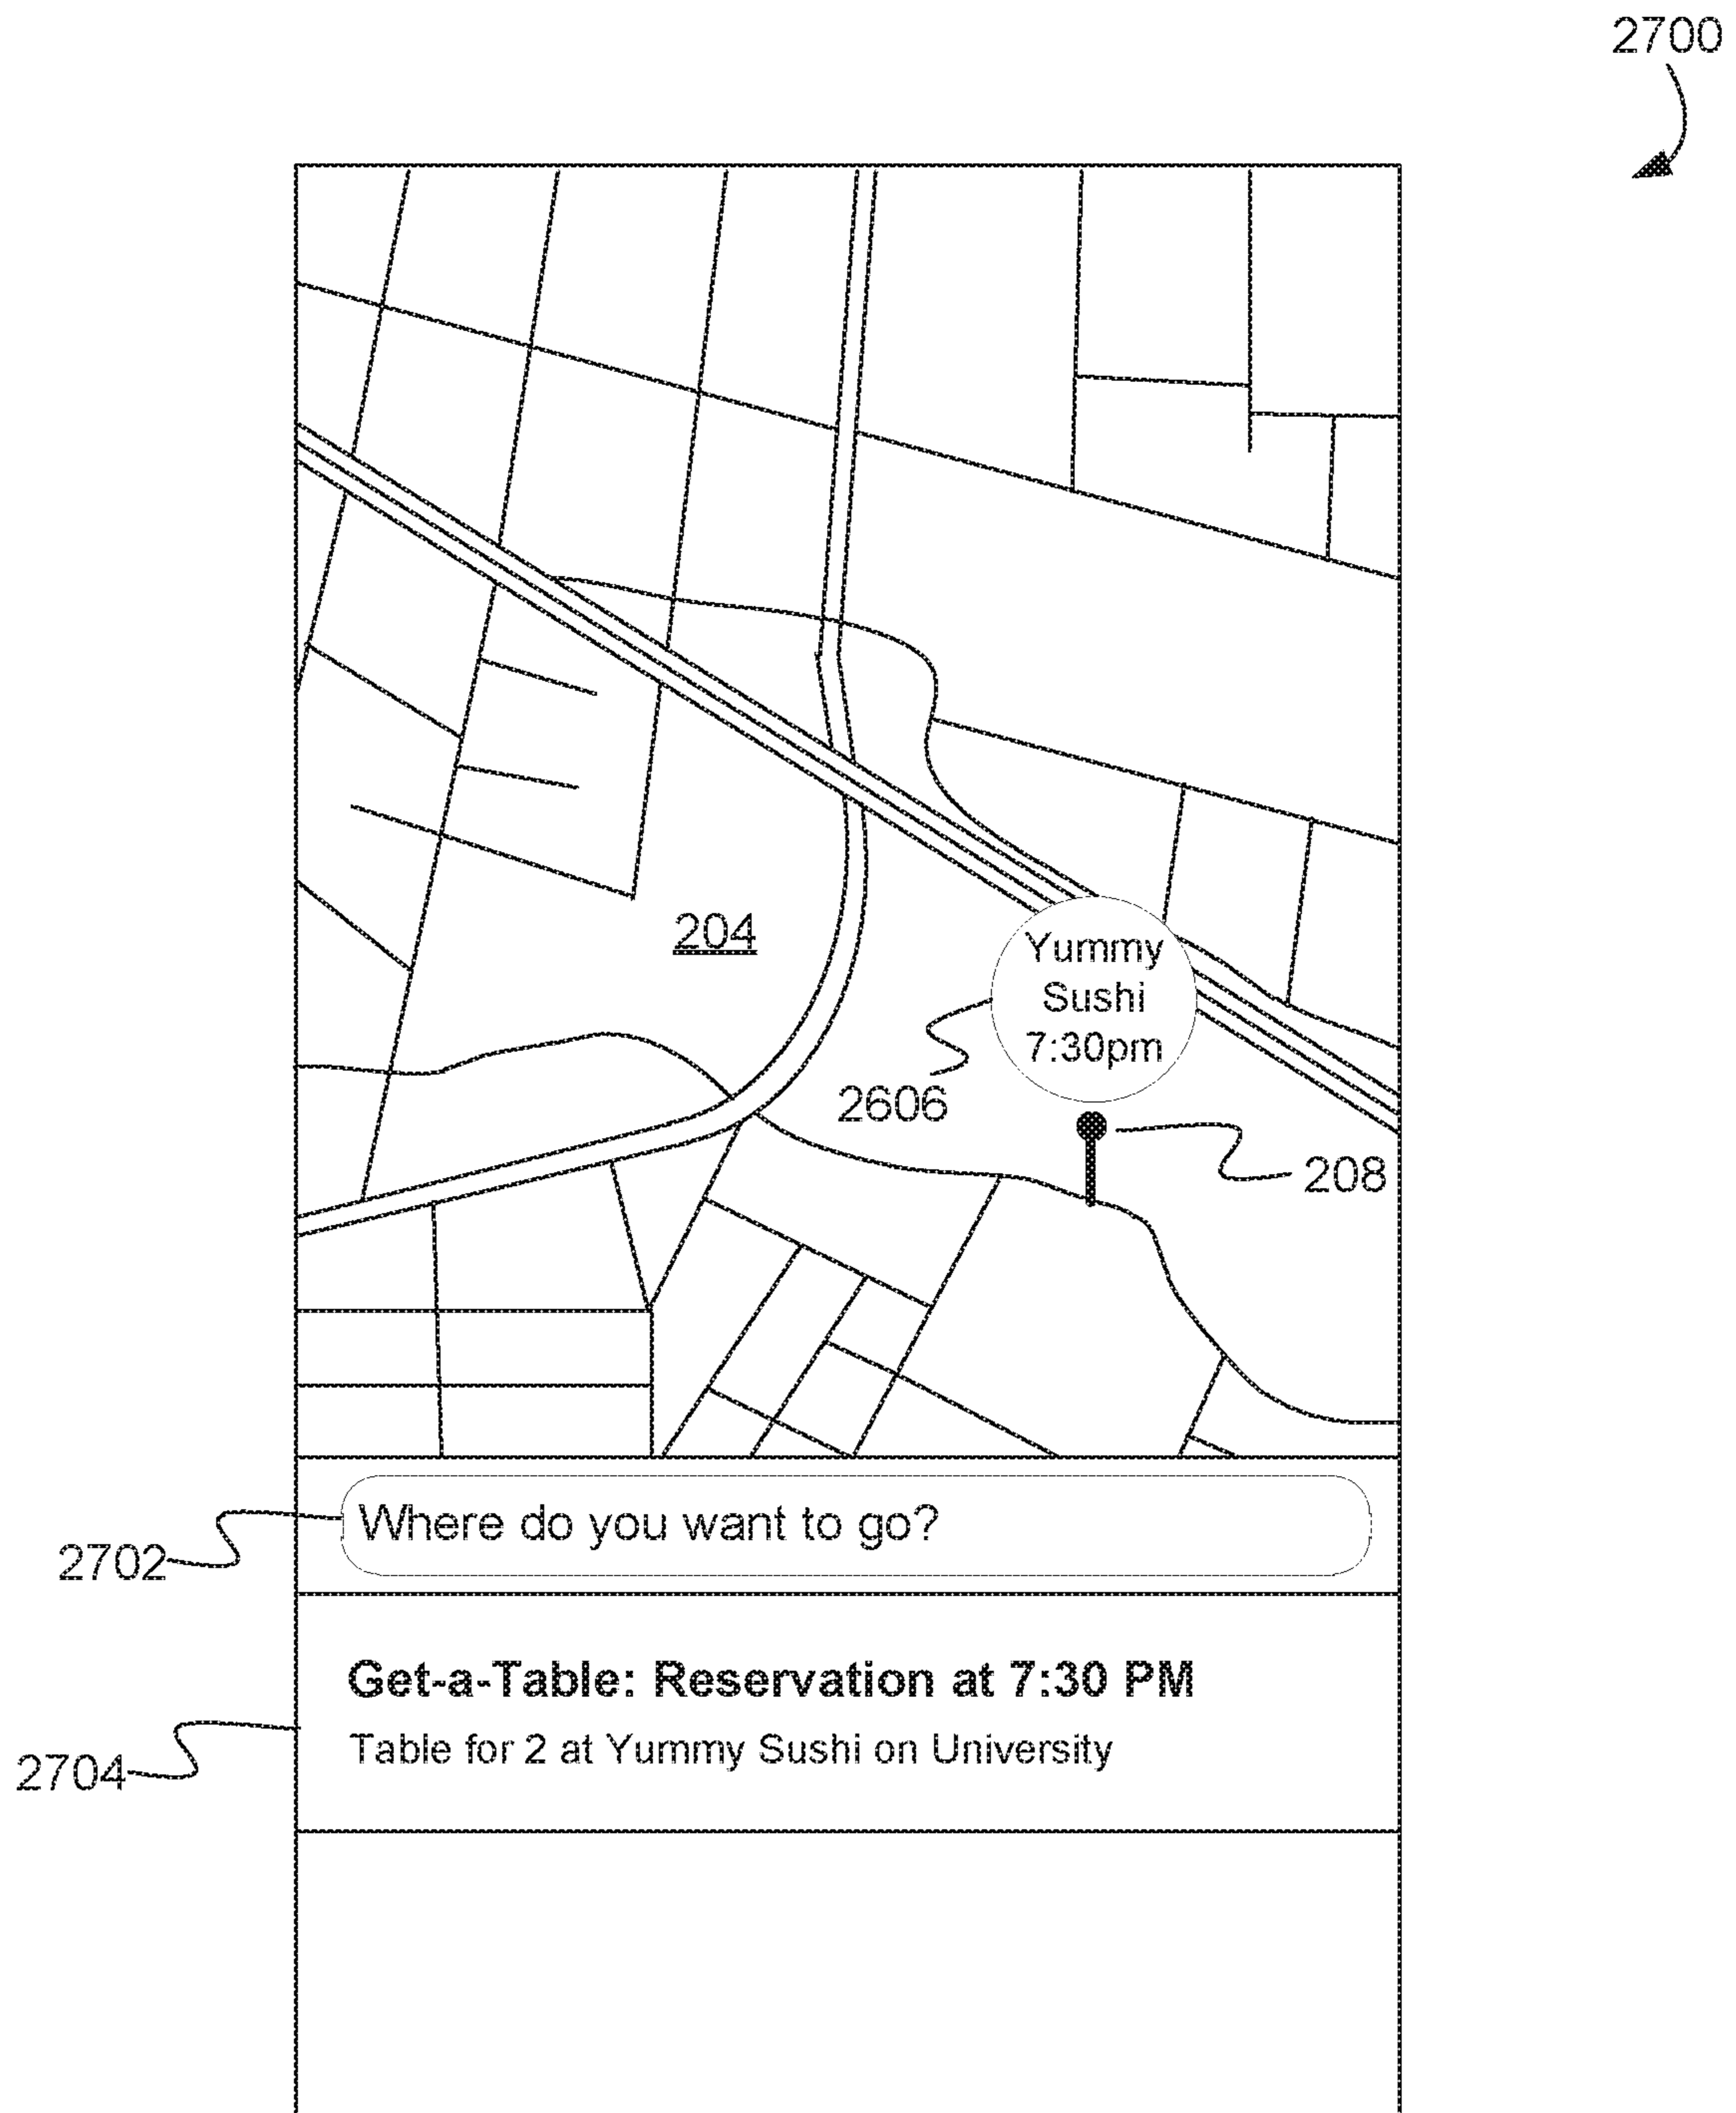 2700
204
Yummy
Sushi
7:30pm
2606
208
Where do you want to go?
2702
Get-a-Table: Reservation at 7:30 PM
Table for 2 at Yummy Sushi on University
2704